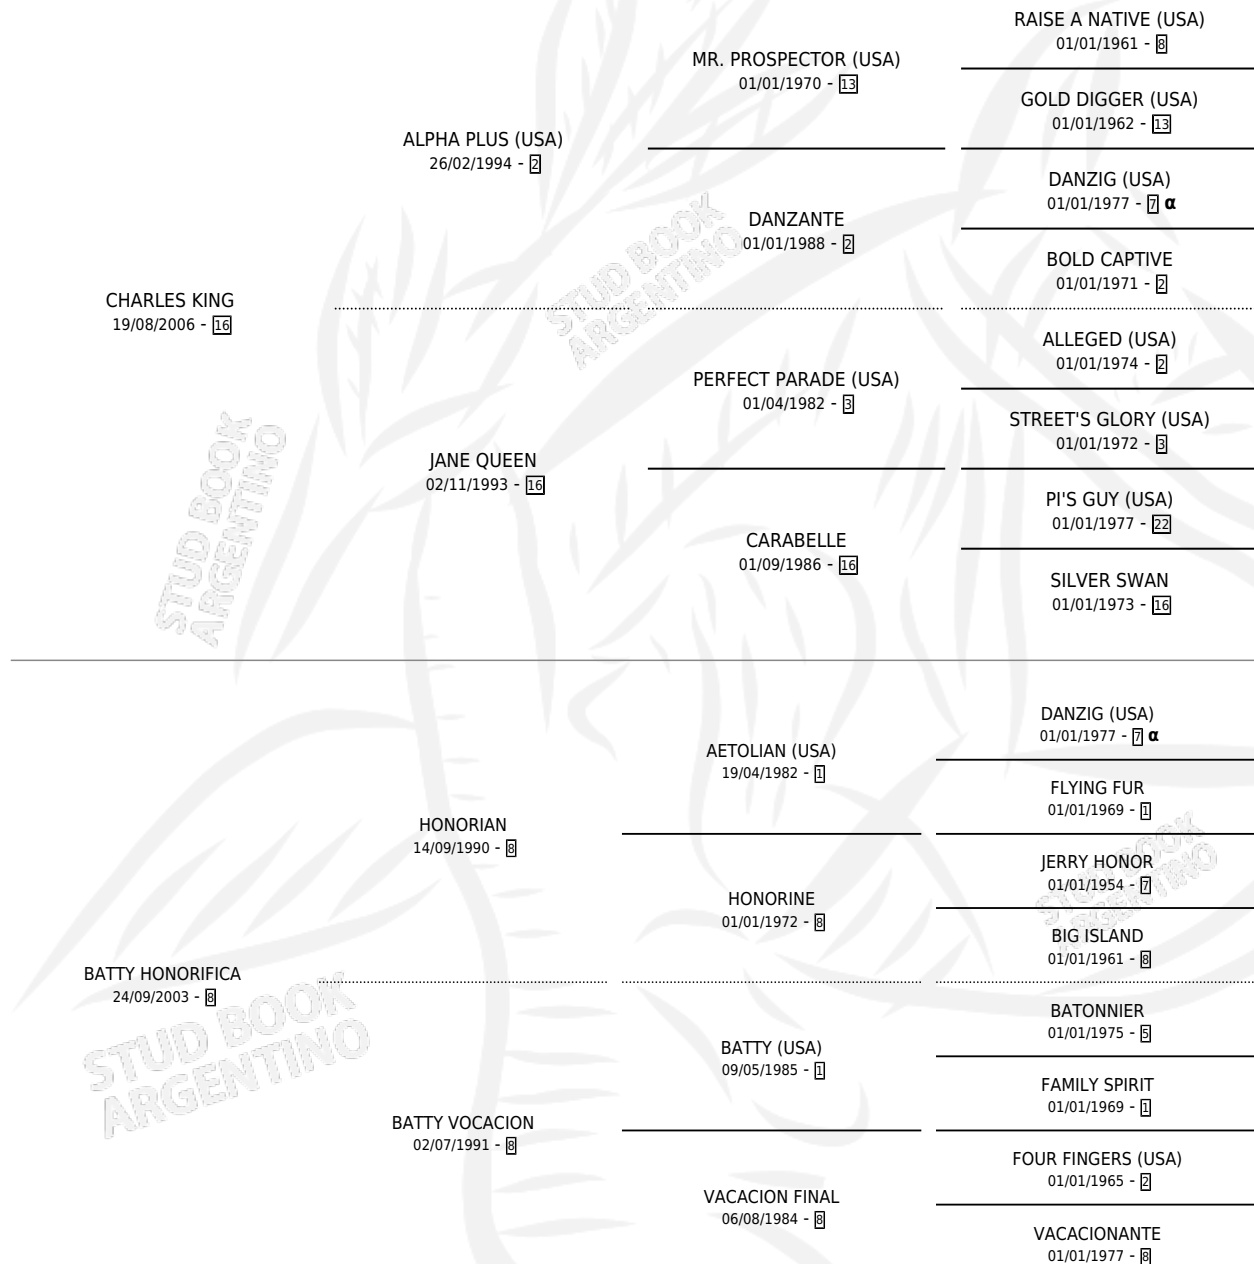 RAISE A NATIVE (USA)
01/01/1961 - 8
MR. PROSPECTOR (USA)
01/01/1970 - 13
GOLD DIGGER (USA)
01/01/1962 - 13
ALPHA PLUS (USA)
26/02/1994 - 2
DANZIG (USA)
01/01/1977 - 7 α
DANZANTE
01/01/1988 - 2
BOLD CAPTIVE
01/01/1971 - 2
CHARLES KING
19/08/2006 - 16
ALLEGED (USA)
01/01/1974 - 2
PERFECT PARADE (USA)
01/04/1982 - 3
STREET'S GLORY (USA)
01/01/1972 - 3
JANE QUEEN
02/11/1993 - 16
PI'S GUY (USA)
01/01/1977 - 22
CARABELLE
01/09/1986 - 16
SILVER SWAN
01/01/1973 - 16
STUD BOOK
ARGENTINO
STUD BOOK
ARGENTINO
DANZIG (USA)
01/01/1977 - 7 α
AETOLIAN (USA)
19/04/1982 - 1
FLYING FUR
01/01/1969 - 1
HONORIAN
14/09/1990 - 8
JERRY HONOR
01/01/1954 - 7
HONORINE
01/01/1972 - 8
BIG ISLAND
01/01/1961 - 8
BATTY HONORIFICA
24/09/2003 - 8
BATONNIER
01/01/1975 - 5
BATTY (USA)
09/05/1985 - 1
FAMILY SPIRIT
01/01/1969 - 1
BATTY VOCACION
02/07/1991 - 8
FOUR FINGERS (USA)
01/01/1965 - 2
VACACION FINAL
06/08/1984 - 8
VACACIONANTE
01/01/1977 - 8
STUD BOOK
ARGENTINO
STUD BOOK
ARGENTINO